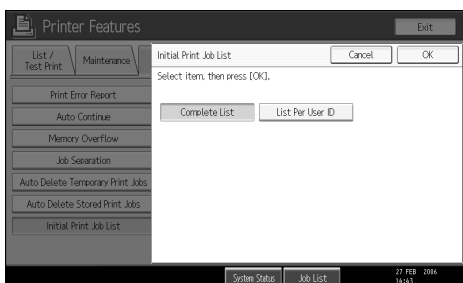 Printer Features
Exit
List /
Test Print
Maintenance
Print Error Report
Auto Continue
Memory Overflow
Job Separation
Auto Delete Temporary Print Jobs
Auto Delete Stored Print Jobs
Initial Print Job List
Initial Print Job List
Cancel
OK
Select item, then press [OK].
Complete List
List Per User ID
System Status
Job List
27 FEB 2006
14:43